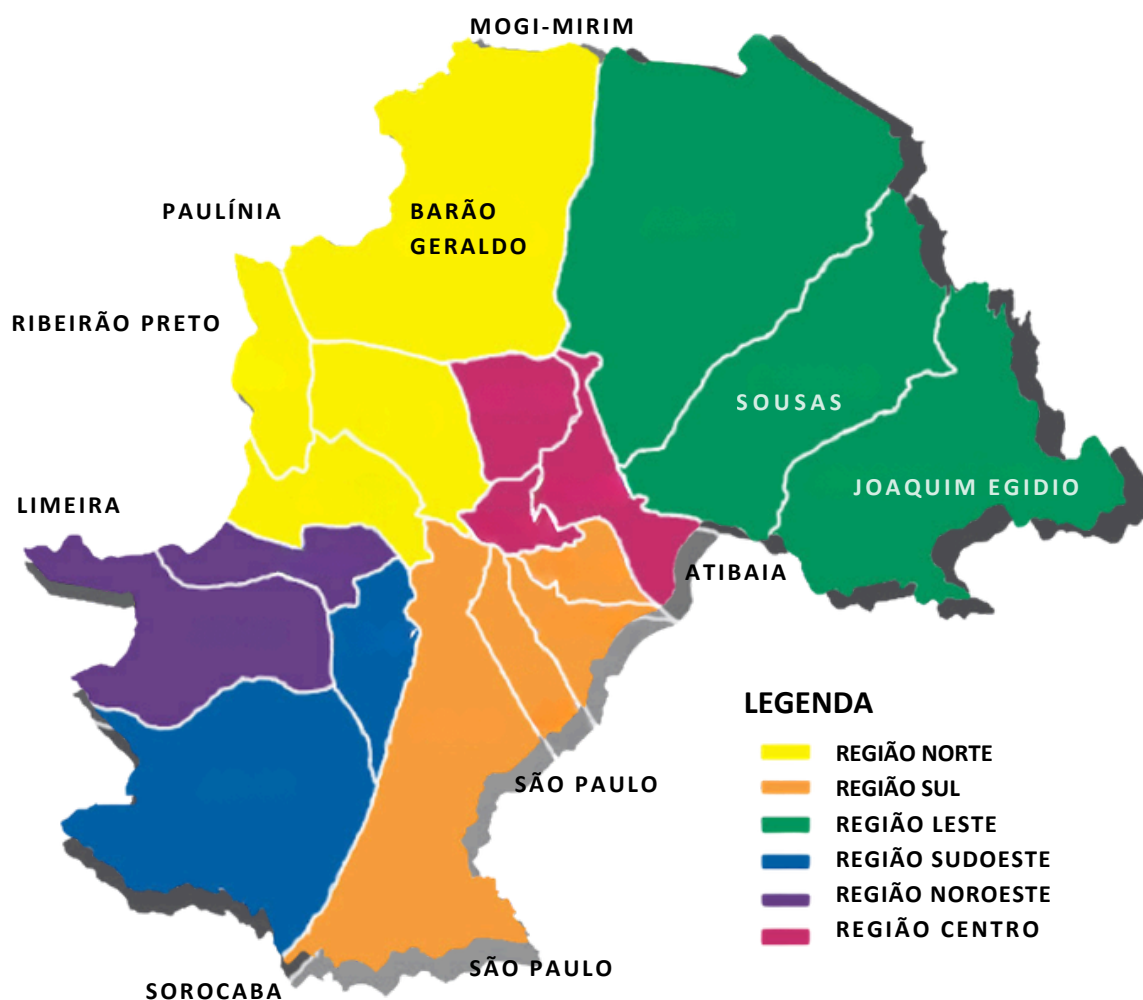 MOGI-MIRIM
PAULÍNIA
BARÃO
GERALDO
RIBEIRÃO PRETO
SOUSAS
JOAQUIM EGIDIO
LIMEIRA
ATIBAIA
SÃO PAULO
SÃO PAULO
SOROCABA
LEGENDA
REGIÃO NORTE
REGIÃO SUL
REGIÃO LESTE
REGIÃO SUDOESTE
REGIÃO NOROESTE
REGIÃO CENTRO